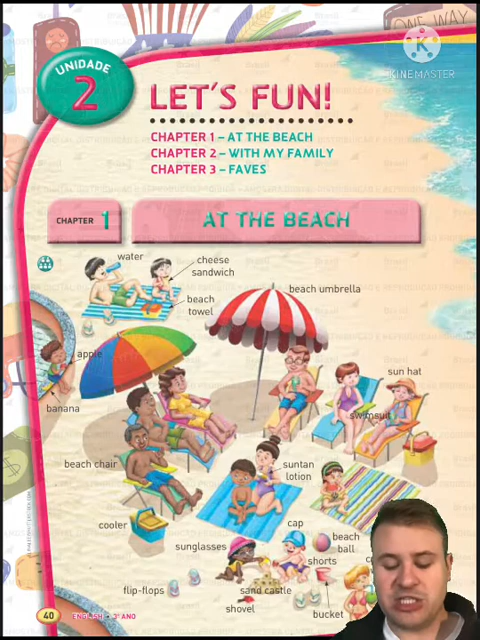 ONE WAY
KINEMASTER
UNIDADE
2
LET'S FUN!
CHAPTER 1 – AT THE BEACH
CHAPTER 2 – WITH MY FAMILY
CHAPTER 3 – FAVES
CHAPTER 1
AT THE BEACH
water
cheese
sandwich
beach umbrella
beach
towel
apple
sun hat
banana
swimsuit
beach chair
suntan
lotion
cooler
cap
beach
ball
sunglasses
shorts
flip-flops
sand castle
shovel
bucket
40
ENGLISH • 3º ANO